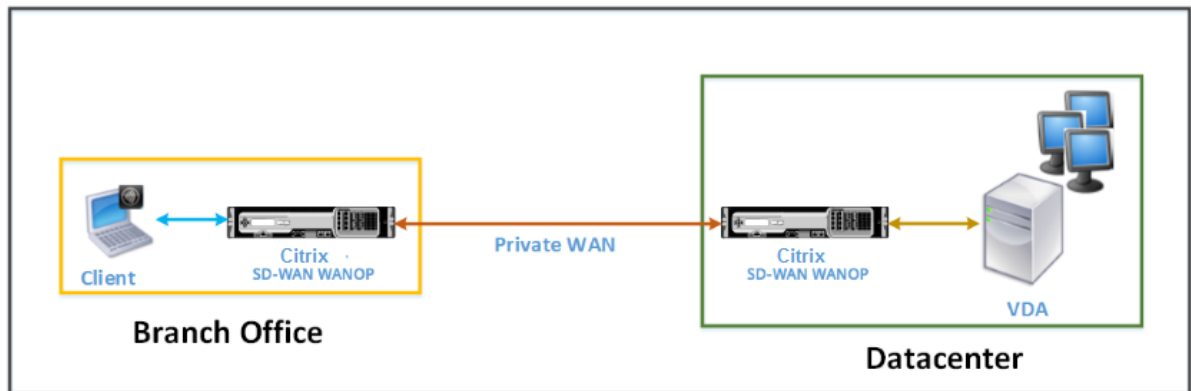 Client
Citrix
SD-WAN WANOP
Private WAN
Citrix
SD-WAN WANOP
VDA
Branch Office
Datacenter